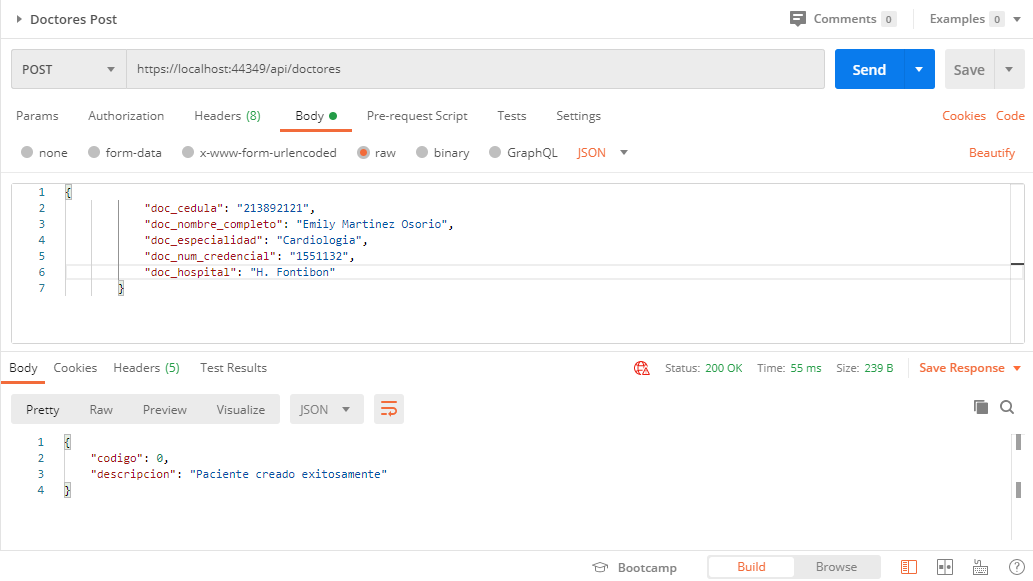 Doctores Post
Comments 0
Examples 0
POST
https://localhost:44349/api/doctores
Send
Save
Params Authorization Headers (8) Body Pre-request Script Tests Settings
Cookies Code
none form-data x-www-form-urlencoded raw binary GraphQL JSON
Beautify
1 {
2 "doc_cedula": "213892121",
3 "doc_nombre_completo": "Emily Martinez Osorio",
4 "doc_especialidad": "Cardiologia",
5 "doc_num_credencial": "1551132",
6 "doc_hospital": "H. Fontibon"
7 }
Body Cookies Headers (5) Test Results
Status: 200 OK Time: 55 ms Size: 239 B
Save Response
Pretty Raw Preview Visualize JSON
1 {
2 "codigo": 0,
3 "descripcion": "Paciente creado exitosamente"
4 }
Bootcamp Build Browse ?